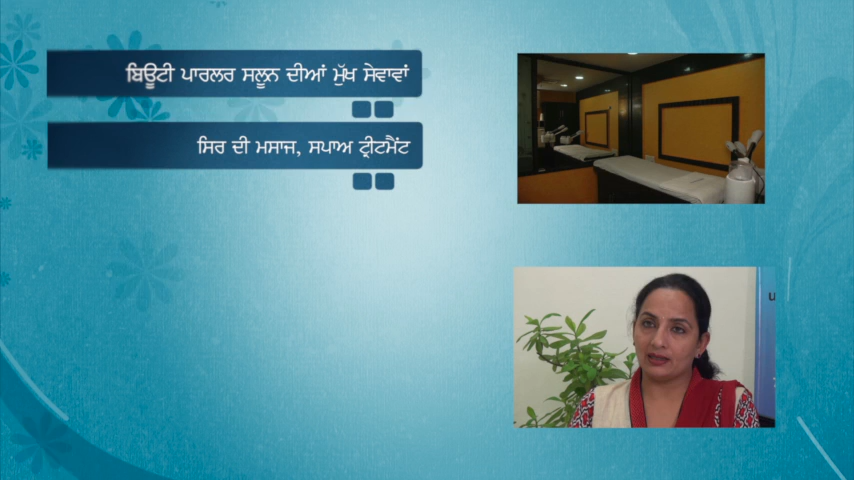 ਬਿਊਟੀ ਪਾਰਲਰ ਸਲੂਨ ਦੀਆਂ ਮੁੱਖ ਸੇਵਾਵਾਂ
ਸਿਰ ਦੀ ਮਸਾਜ, ਸਪਾਅ ਟ੍ਰੀਟਮੈਂਟ
u